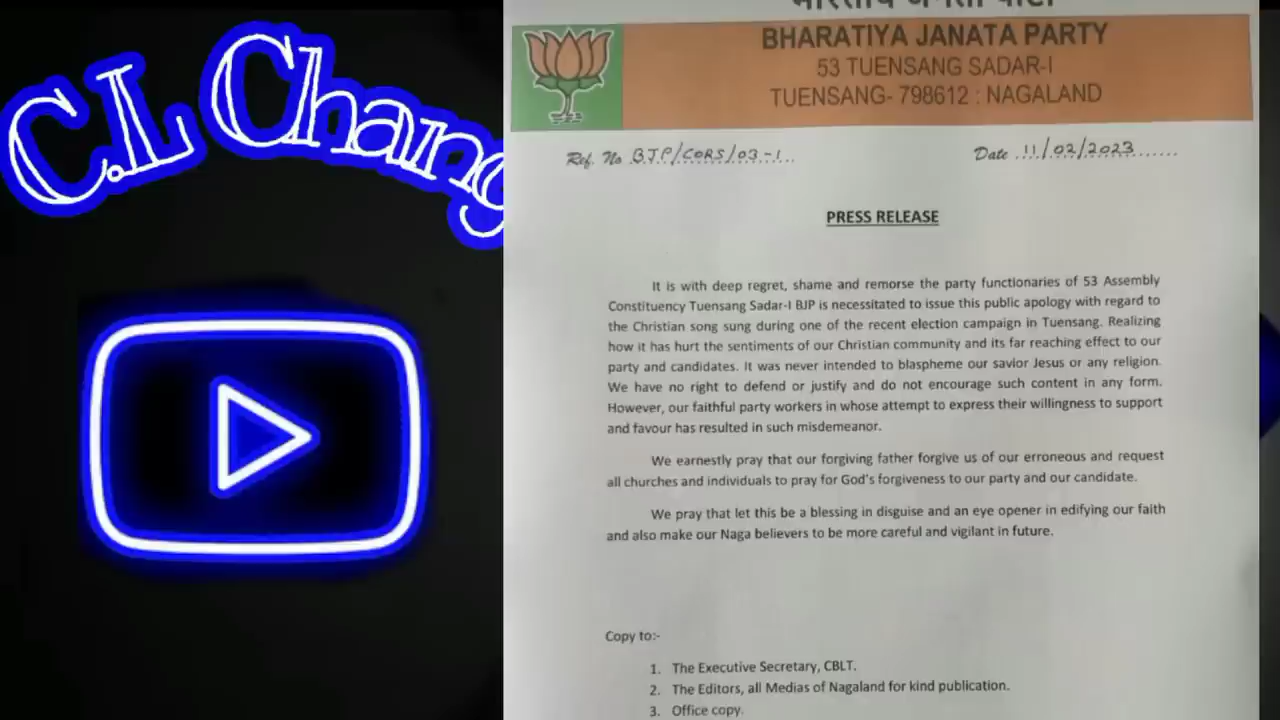 C.L Chang
भारतीय जनता पार्टी
BHARATIYA JANATA PARTY
53 TUENSANG SADAR-I
TUENSANG- 798612 : NAGALAND
Ref. No BJP/CORS/03-1
Date 11/02/2023
PRESS RELEASE
It is with deep regret, shame and remorse the party functionaries of 53 Assembly
Constituency Tuensang Sadar-I BJP is necessitated to issue this public apology with regard to
the Christian song sung during one of the recent election campaign in Tuensang. Realizing
how it has hurt the sentiments of our Christian community and its far reaching effect to our
party and candidates. It was never intended to blaspheme our savior Jesus or any religion.
We have no right to defend or justify and do not encourage such content in any form.
However, our faithful party workers in whose attempt to express their willingness to support
and favour has resulted in such misdemeanor.
We earnestly pray that our forgiving father forgive us of our erroneous and request
all churches and individuals to pray for God's forgiveness to our party and our candidate.
We pray that let this be a blessing in disguise and an eye opener in edifying our faith
and also make our Naga believers to be more careful and vigilant in future.
Copy to:-
1. The Executive Secretary, CBLT.
2. The Editors, all Medias of Nagaland for kind publication.
3. Office copy.